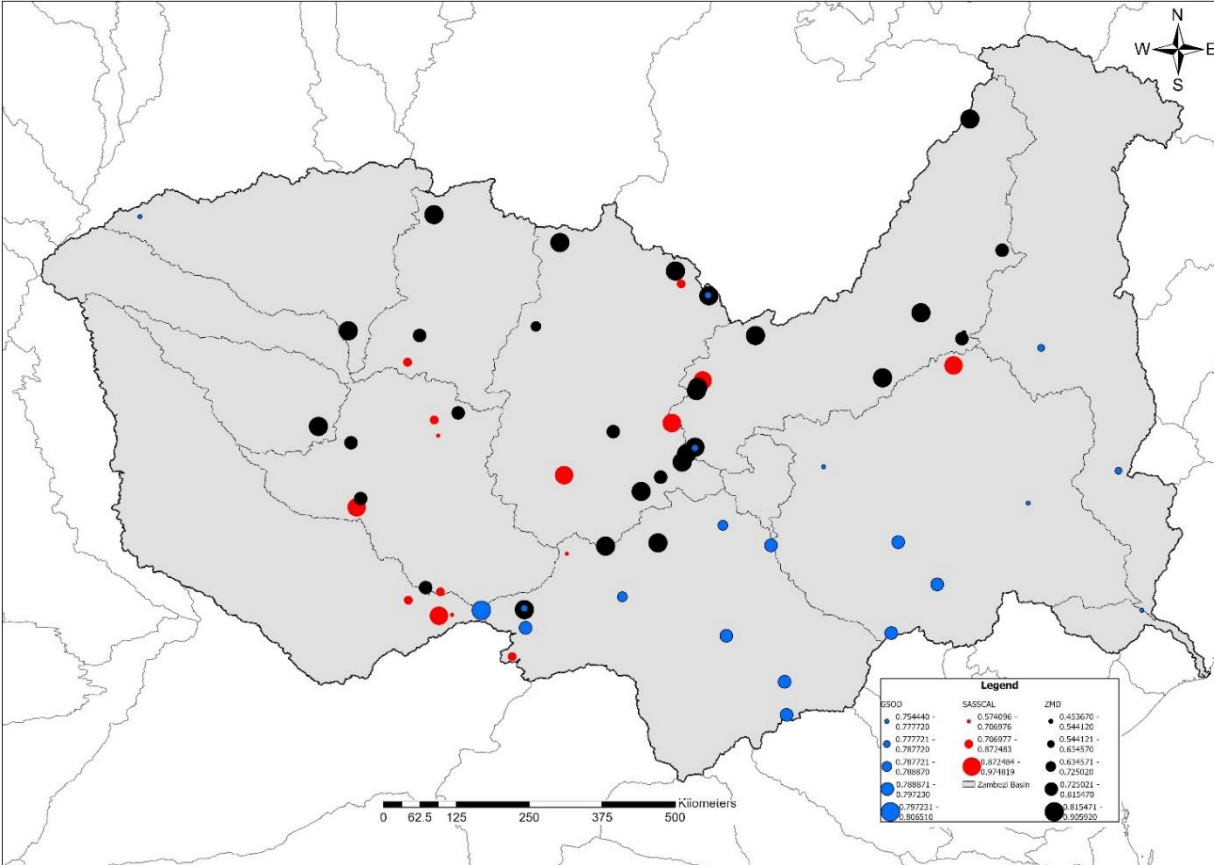 N
W E
S
Legend
GSOD SASSCAL ZMD
0.754440 - 0.574096 - 0.453670 -
0.777720 0.706976 0.544120
0.777721 - 0.706977 - 0.544121 -
0.787720 0.872483 0.634570
0.787721 - 0.872484 - 0.634571 -
0.788870 0.974819 0.725020
0.788871 - Zambezi Basin 0.725021 -
0.797230 0.815470
0.797231 - 0.815471 -
0.806510 0.905920
Kilometers
0 62.5 125 250 375 500